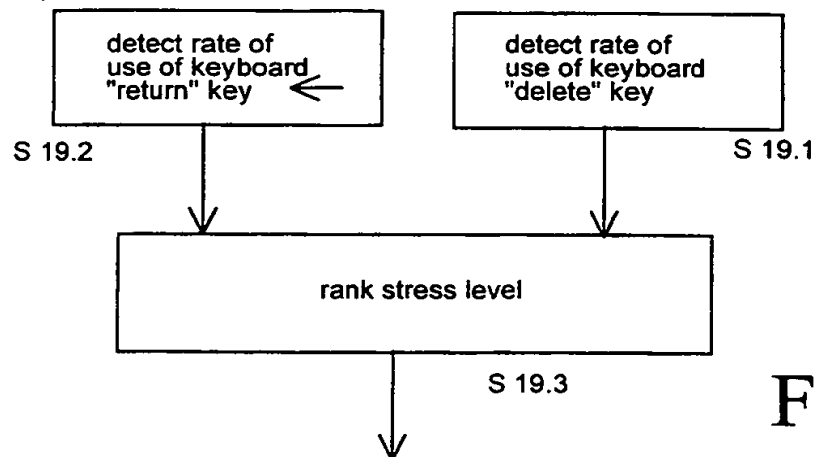 detect rate of
use of keyboard
"return" key ←
S 19.2
detect rate of
use of keyboard
"delete" key
S 19.1
rank stress level
S 19.3
F